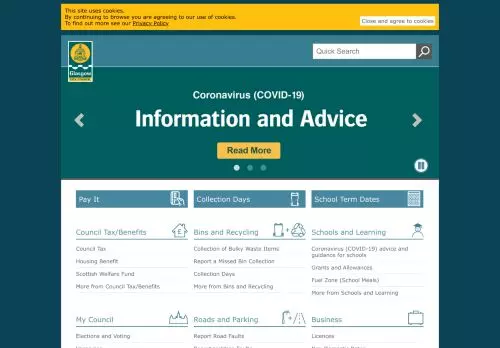 This site uses cookies.
By continuing to browse you are agreeing to our use of cookies.
To find out more see our Privacy Policy
Close and agree to cookies
Glasgow
CITY COUNCIL
Quick Search
Coronavirus (COVID-19)
Information and Advice
Read More
Pay It
Collection Days
School Term Dates
Council Tax/Benefits
Bins and Recycling
Schools and Learning
Council Tax
Collection of Bulky Waste Items
Coronavirus (COVID-19) advice and
guidance for schools
Housing Benefit
Report a Missed Bin Collection
Grants and Allowances
Scottish Welfare Fund
Collection Days
Fuel Zone (School Meals)
More from Council Tax/Benefits
More from Bins and Recycling
More from Schools and Learning
My Council
Roads and Parking
Business
Elections and Voting
Report Road Faults
Licences